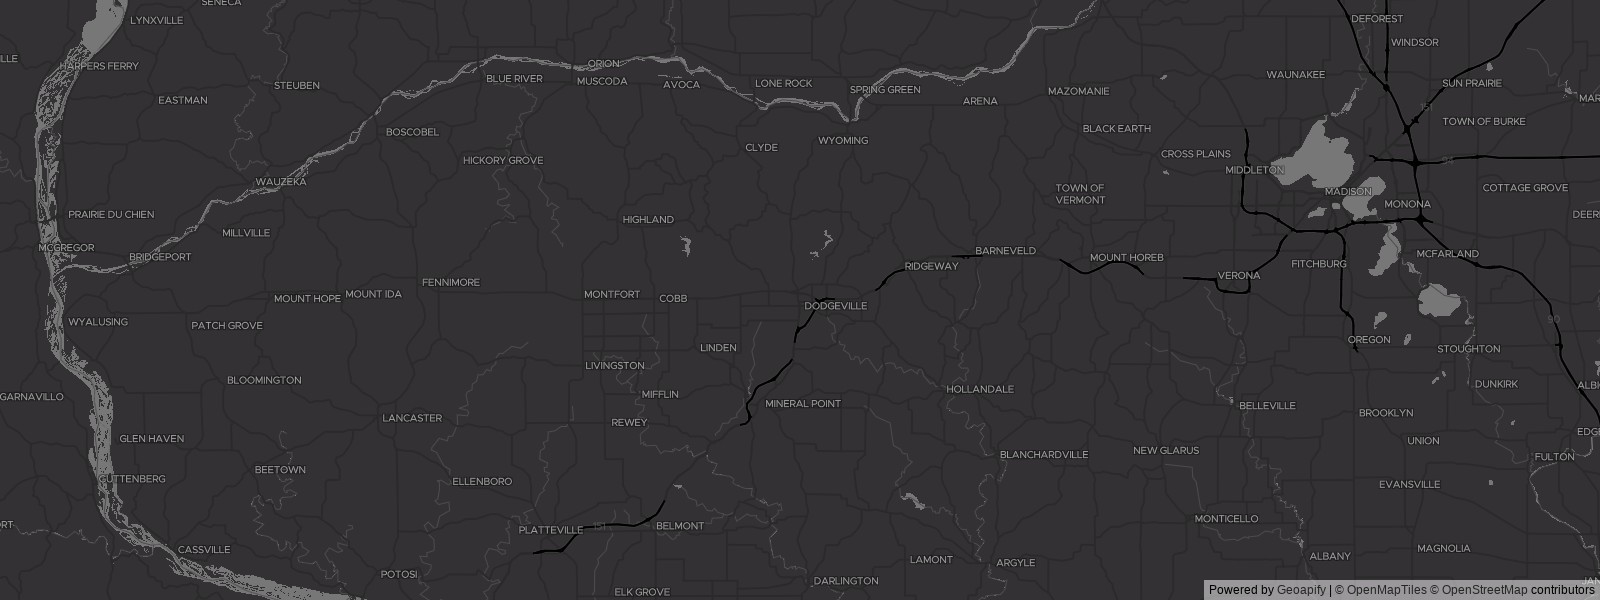 SENECA
LYNXVILLE
DEFOREST
WINDSOR
HARPERS FERRY
ORION
BLUE RIVER
MUSCODA
AVOCA
LONE ROCK
SPRING GREEN
WAUNAKEE
SUN PRAIRIE
STEUBEN
EASTMAN
ARENA
MAZOMANIE
151
TOWN OF BURKE
BOSCOBEL
BLACK EARTH
WYOMING
CLYDE
HICKORY GROVE
CROSS PLAINS
MIDDLETON
WAUZEKA
TOWN OF
VERMONT
MADISON
COTTAGE GROVE
MONONA
PRAIRIE DU CHIEN
HIGHLAND
MILLVILLE
MCGREGOR
BRIDGEPORT
BARNEVELD
MOUNT HOREB
MCFARLAND
RIDGEWAY
FITCHBURG
VERONA
FENNIMORE
MOUNT HOPE
MOUNT IDA
MONTFORT
COBB
DODGEVILLE
WYALUSING
PATCH GROVE
90
OREGON
LINDEN
STOUGHTON
LIVINGSTON
BLOOMINGTON
DUNKIRK
HOLLANDALE
MIFFLIN
GARNAVILLO
MINERAL POINT
BELLEVILLE
BROOKLYN
LANCASTER
REWEY
GLEN HAVEN
UNION
NEW GLARUS
BLANCHARDVILLE
FULTON
BEETOWN
GUTTENBERG
ELLENBORO
EVANSVILLE
MONTICELLO
PLATTEVILLE
151
BELMONT
CASSVILLE
MAGNOLIA
ALBANY
LAMONT
ARGYLE
POTOSI
DARLINGTON
ELK GROVE
Powered by Geoapify | © OpenMapTiles © OpenStreetMap contributors